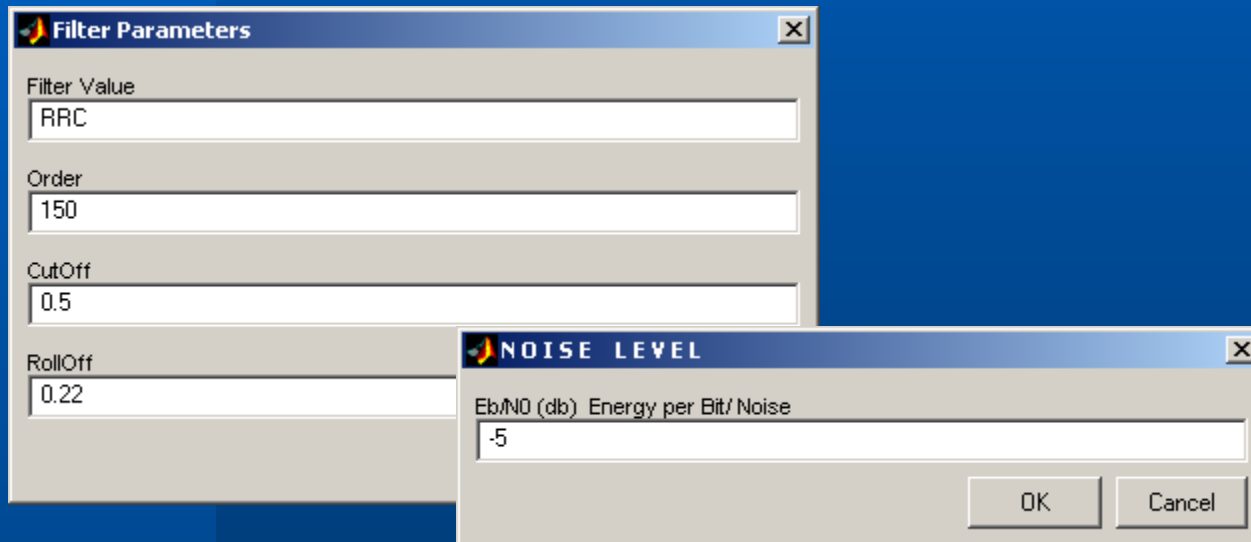 Filter Parameters
Filter Value
RRC
Order
150
CutOff
0.5
RollOff
0.22
NOISE LEVEL
Eb/N0 (db) Energy per Bit/ Noise
-5
OK
Cancel